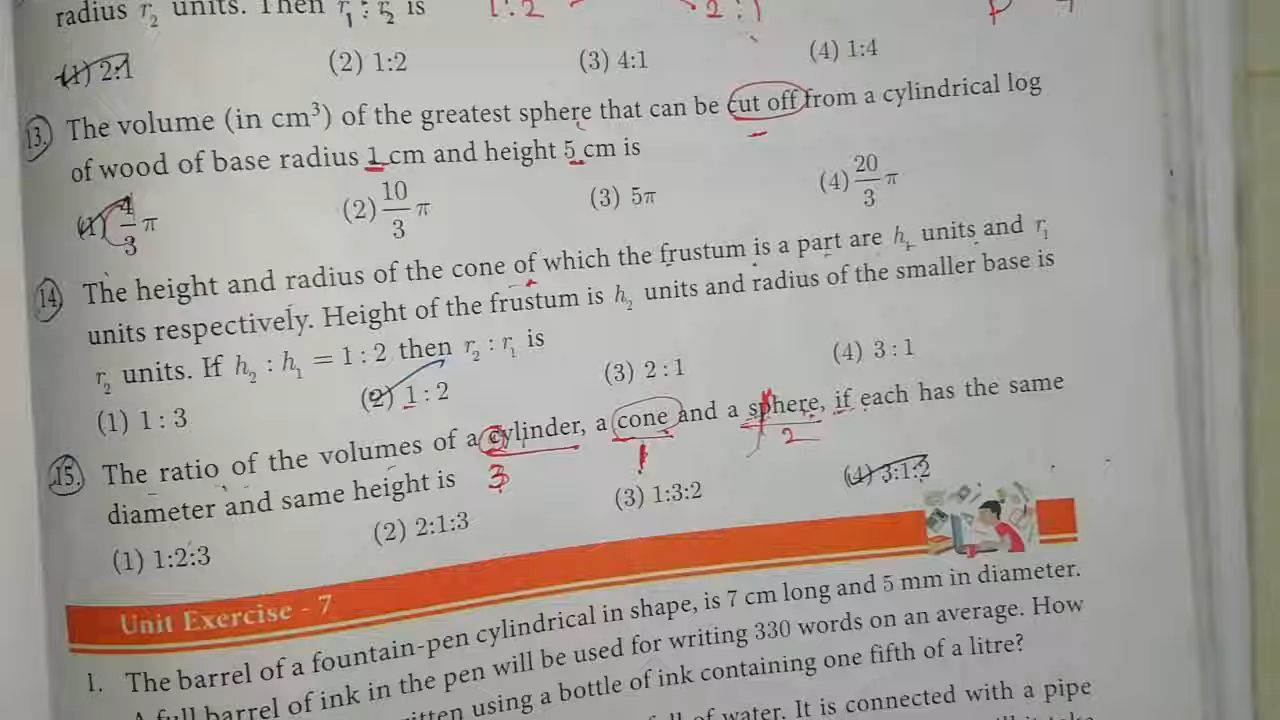 radius r₂ units. Then r₁ : r₂ is 1:2 2:1
(1) 2:1 (2) 1:2 (3) 4:1 (4) 1:4
13. The volume (in cm³) of the greatest sphere that can be cut off from a cylindrical log
of wood of base radius 1 cm and height 5 cm is
(1) 4/3 π (2) 10/3 π (3) 5π (4) 20/3 π
14. The height and radius of the cone of which the frustum is a part are h₁ units and r₁
units respectively. Height of the frustum is h₂ units and radius of the smaller base is
r₂ units. If h₂ : h₁ = 1 : 2 then r₂ : r₁ is
(1) 1 : 3 (2) 1 : 2 (3) 2 : 1 (4) 3 : 1
15. The ratio of the volumes of a cylinder, a cone and a sphere, if each has the same
diameter and same height is
3 1 2
(1) 1:2:3 (2) 2:1:3 (3) 1:3:2 (4) 3:1:2
Unit Exercise - 7
1. The barrel of a fountain-pen cylindrical in shape, is 7 cm long and 5 mm in diameter.
A full barrel of ink in the pen will be used for writing 330 words on an average. How
using a bottle of ink containing one fifth of a litre?
of water. It is connected with a pipe